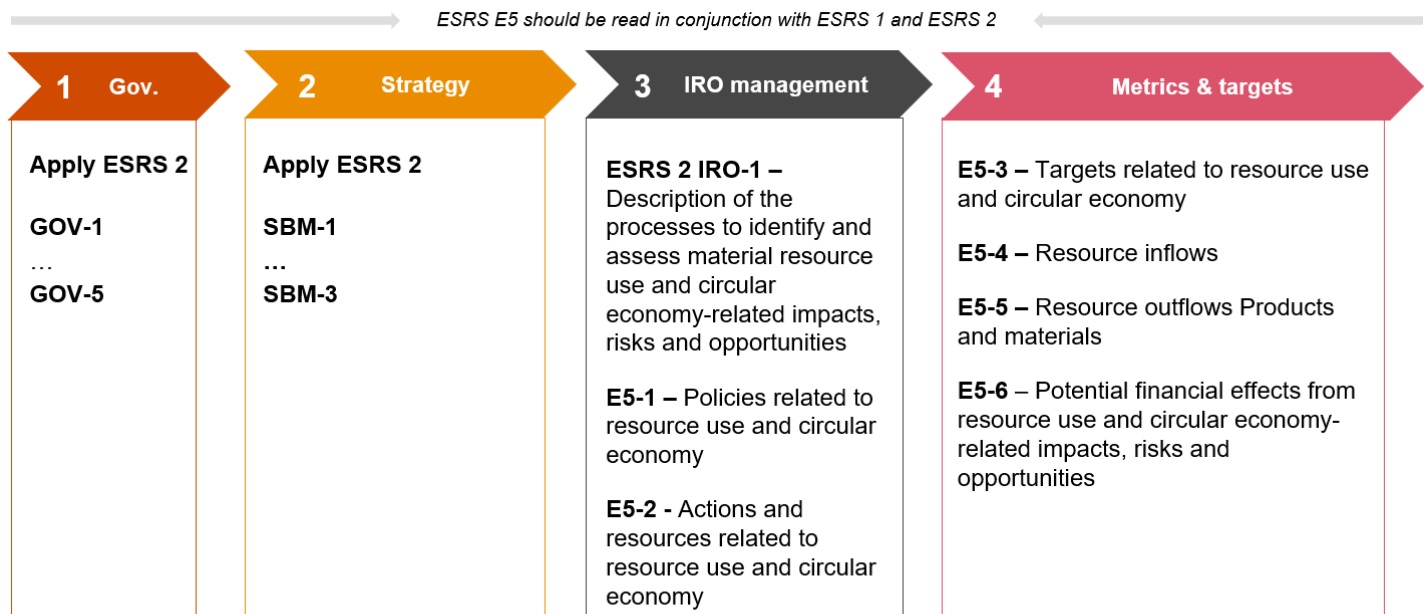 ESRS E5 should be read in conjunction with ESRS 1 and ESRS 2
1 Gov.
Apply ESRS 2
GOV-1
...
GOV-5
2 Strategy
Apply ESRS 2
SBM-1
...
SBM-3
3 IRO management
ESRS 2 IRO-1 –
Description of the
processes to identify and
assess material resource
use and circular
economy-related impacts,
risks and opportunities
E5-1 – Policies related to
resource use and circular
economy
E5-2 - Actions and
resources related to
resource use and circular
economy
4 Metrics & targets
E5-3 – Targets related to resource use
and circular economy
E5-4 – Resource inflows
E5-5 – Resource outflows Products
and materials
E5-6 – Potential financial effects from
resource use and circular economy-
related impacts, risks and
opportunities